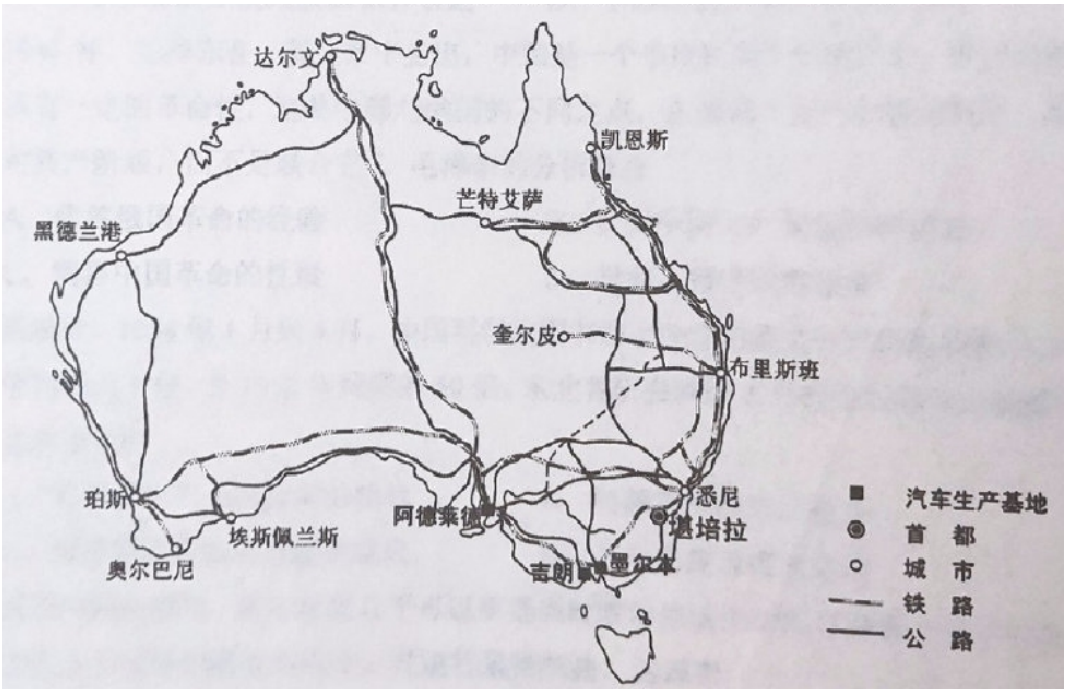 达尔文
凯恩斯
芒特艾萨
黑德兰港
奎尔皮
布里斯班
珀斯
埃斯佩兰斯
奥尔巴尼
阿德莱德
悉尼
堪培拉
吉朗
墨尔本
汽车生产基地
首都
城市
铁路
公路